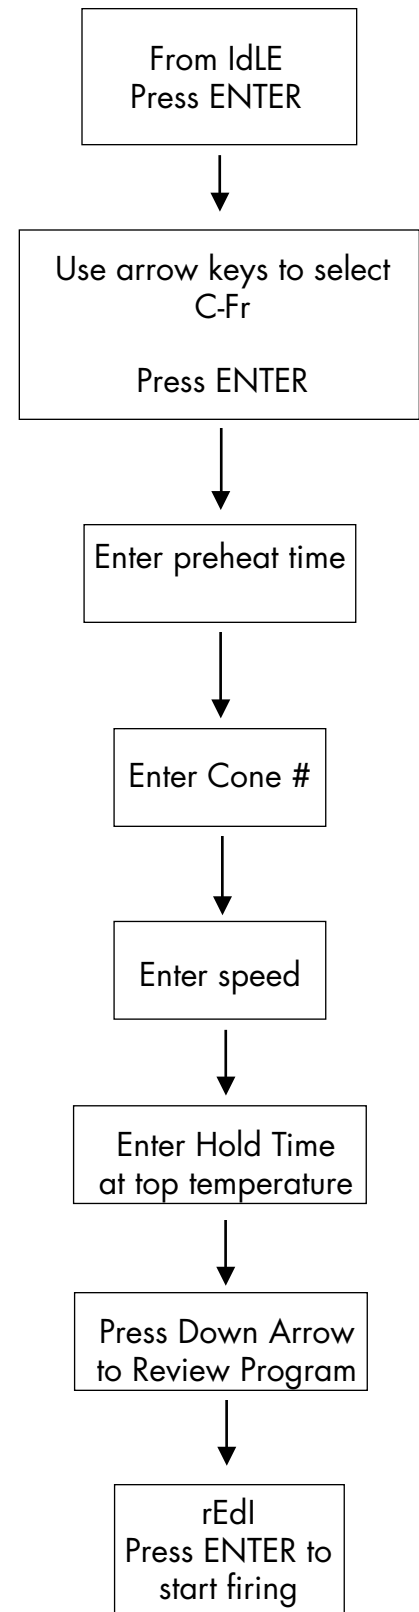 From IdLE
Press ENTER
Use arrow keys to select
C-Fr
Press ENTER
Enter preheat time
Enter Cone #
Enter speed
Enter Hold Time
at top temperature
Press Down Arrow
to Review Program
rEdI
Press ENTER to
start firing